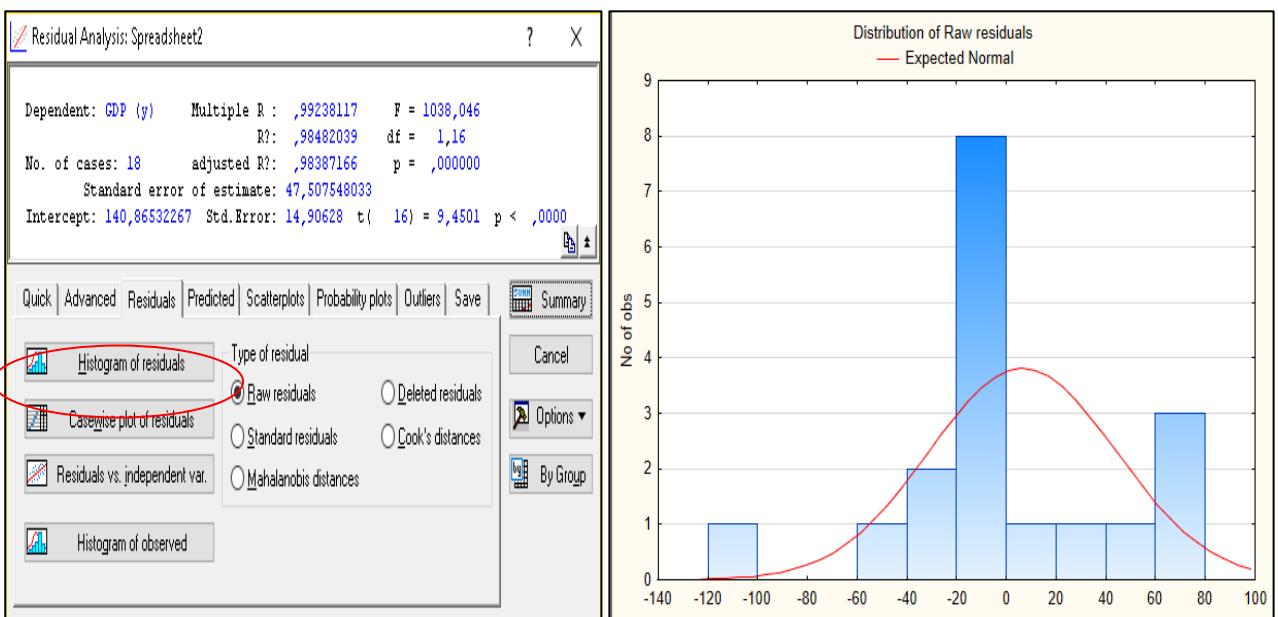 Residual Analysis: Spreadsheet2 ? X
Dependent: GDP (y) Multiple R : ,99238117 F = 1038,046
R?: ,98482039 df = 1,16
No. of cases: 18 adjusted R?: ,98387166 p = ,000000
Standard error of estimate: 47,507548033
Intercept: 140,86532267 Std.Error: 14,90628 t( 16) = 9,4501 p < ,0000
Quick Advanced Residuals Predicted Scatterplots Probability plots Outliers Save
Summary
Histogram of residuals
Type of residual
Cancel
Raw residuals Deleted residuals
Casewise plot of residuals
Options
Standard residuals Cook's distances
Residuals vs. independent var.
Mahalanobis distances
By Group
Histogram of observed
Distribution of Raw residuals
Expected Normal
9
8
7
6
5
4
3
2
1
0
No of obs
-140 -120 -100 -80 -60 -40 -20 0 20 40 60 80 100